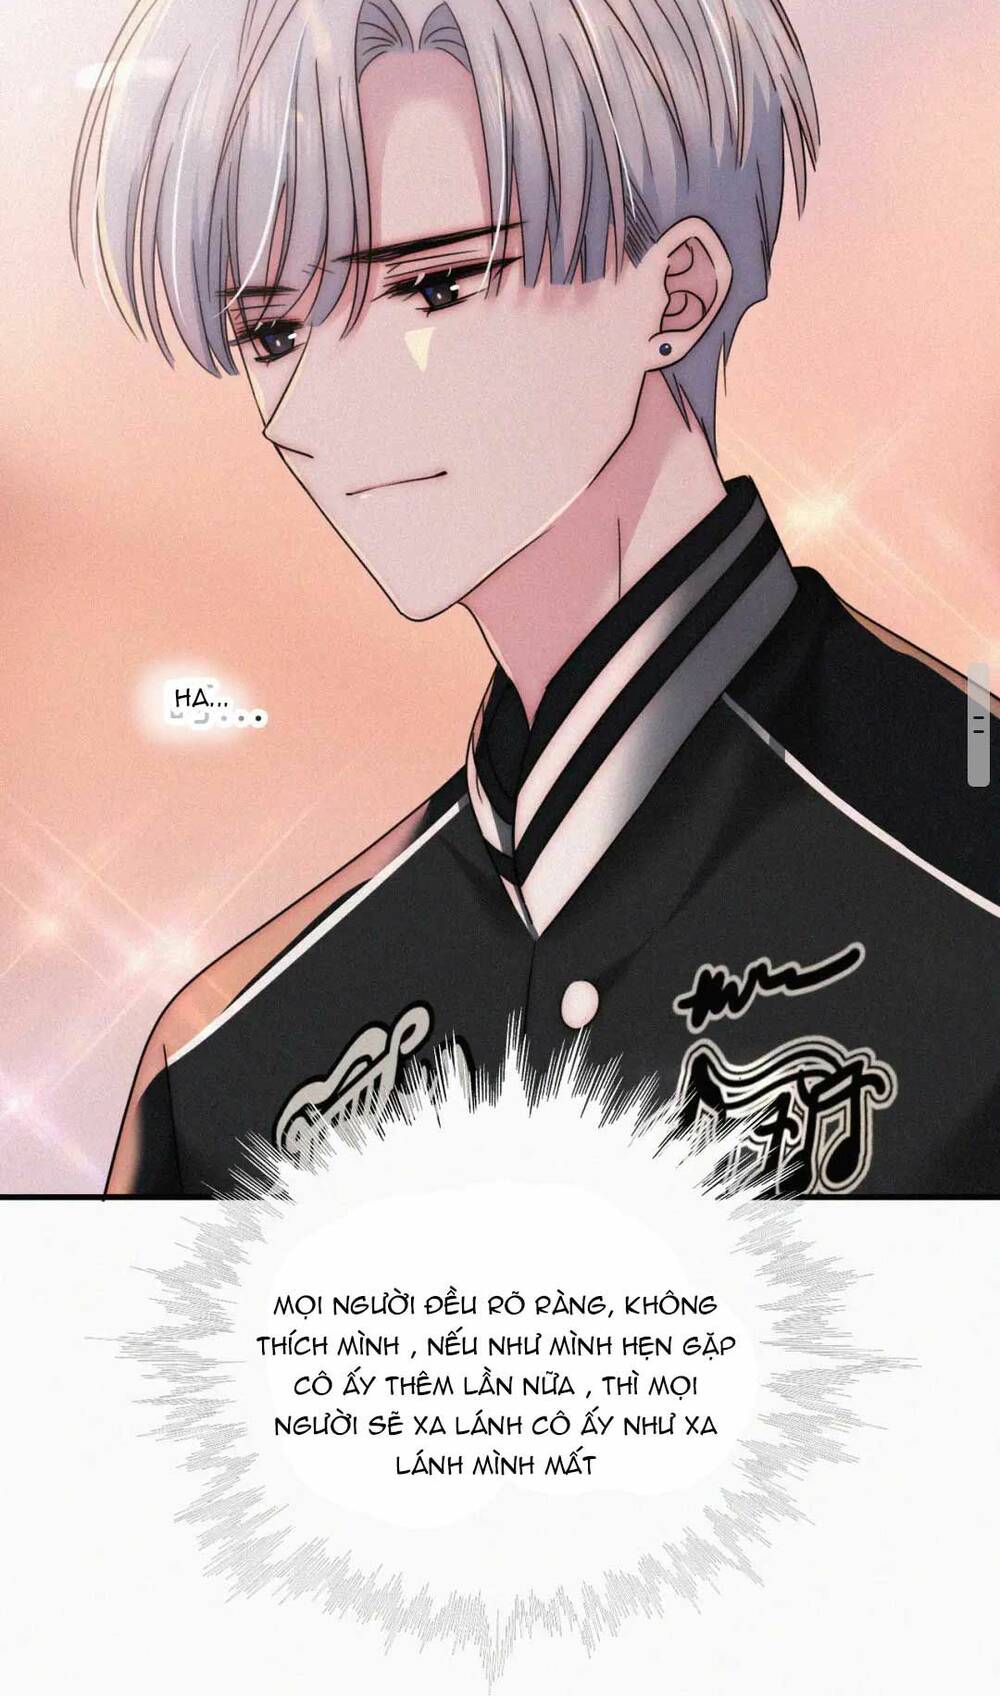 HA...
MỌI NGƯỜI ĐỀU RÕ RÀNG, KHÔNG
THÍCH MÌNH , NẾU NHƯ MÌNH HẸN GẶP
CÔ ẤY THÊM LẦN NỮA , THÌ MỌI
NGƯỜI SẼ XA LÁNH CÔ ẤY NHƯ XA
LÁNH MÌNH MẤT